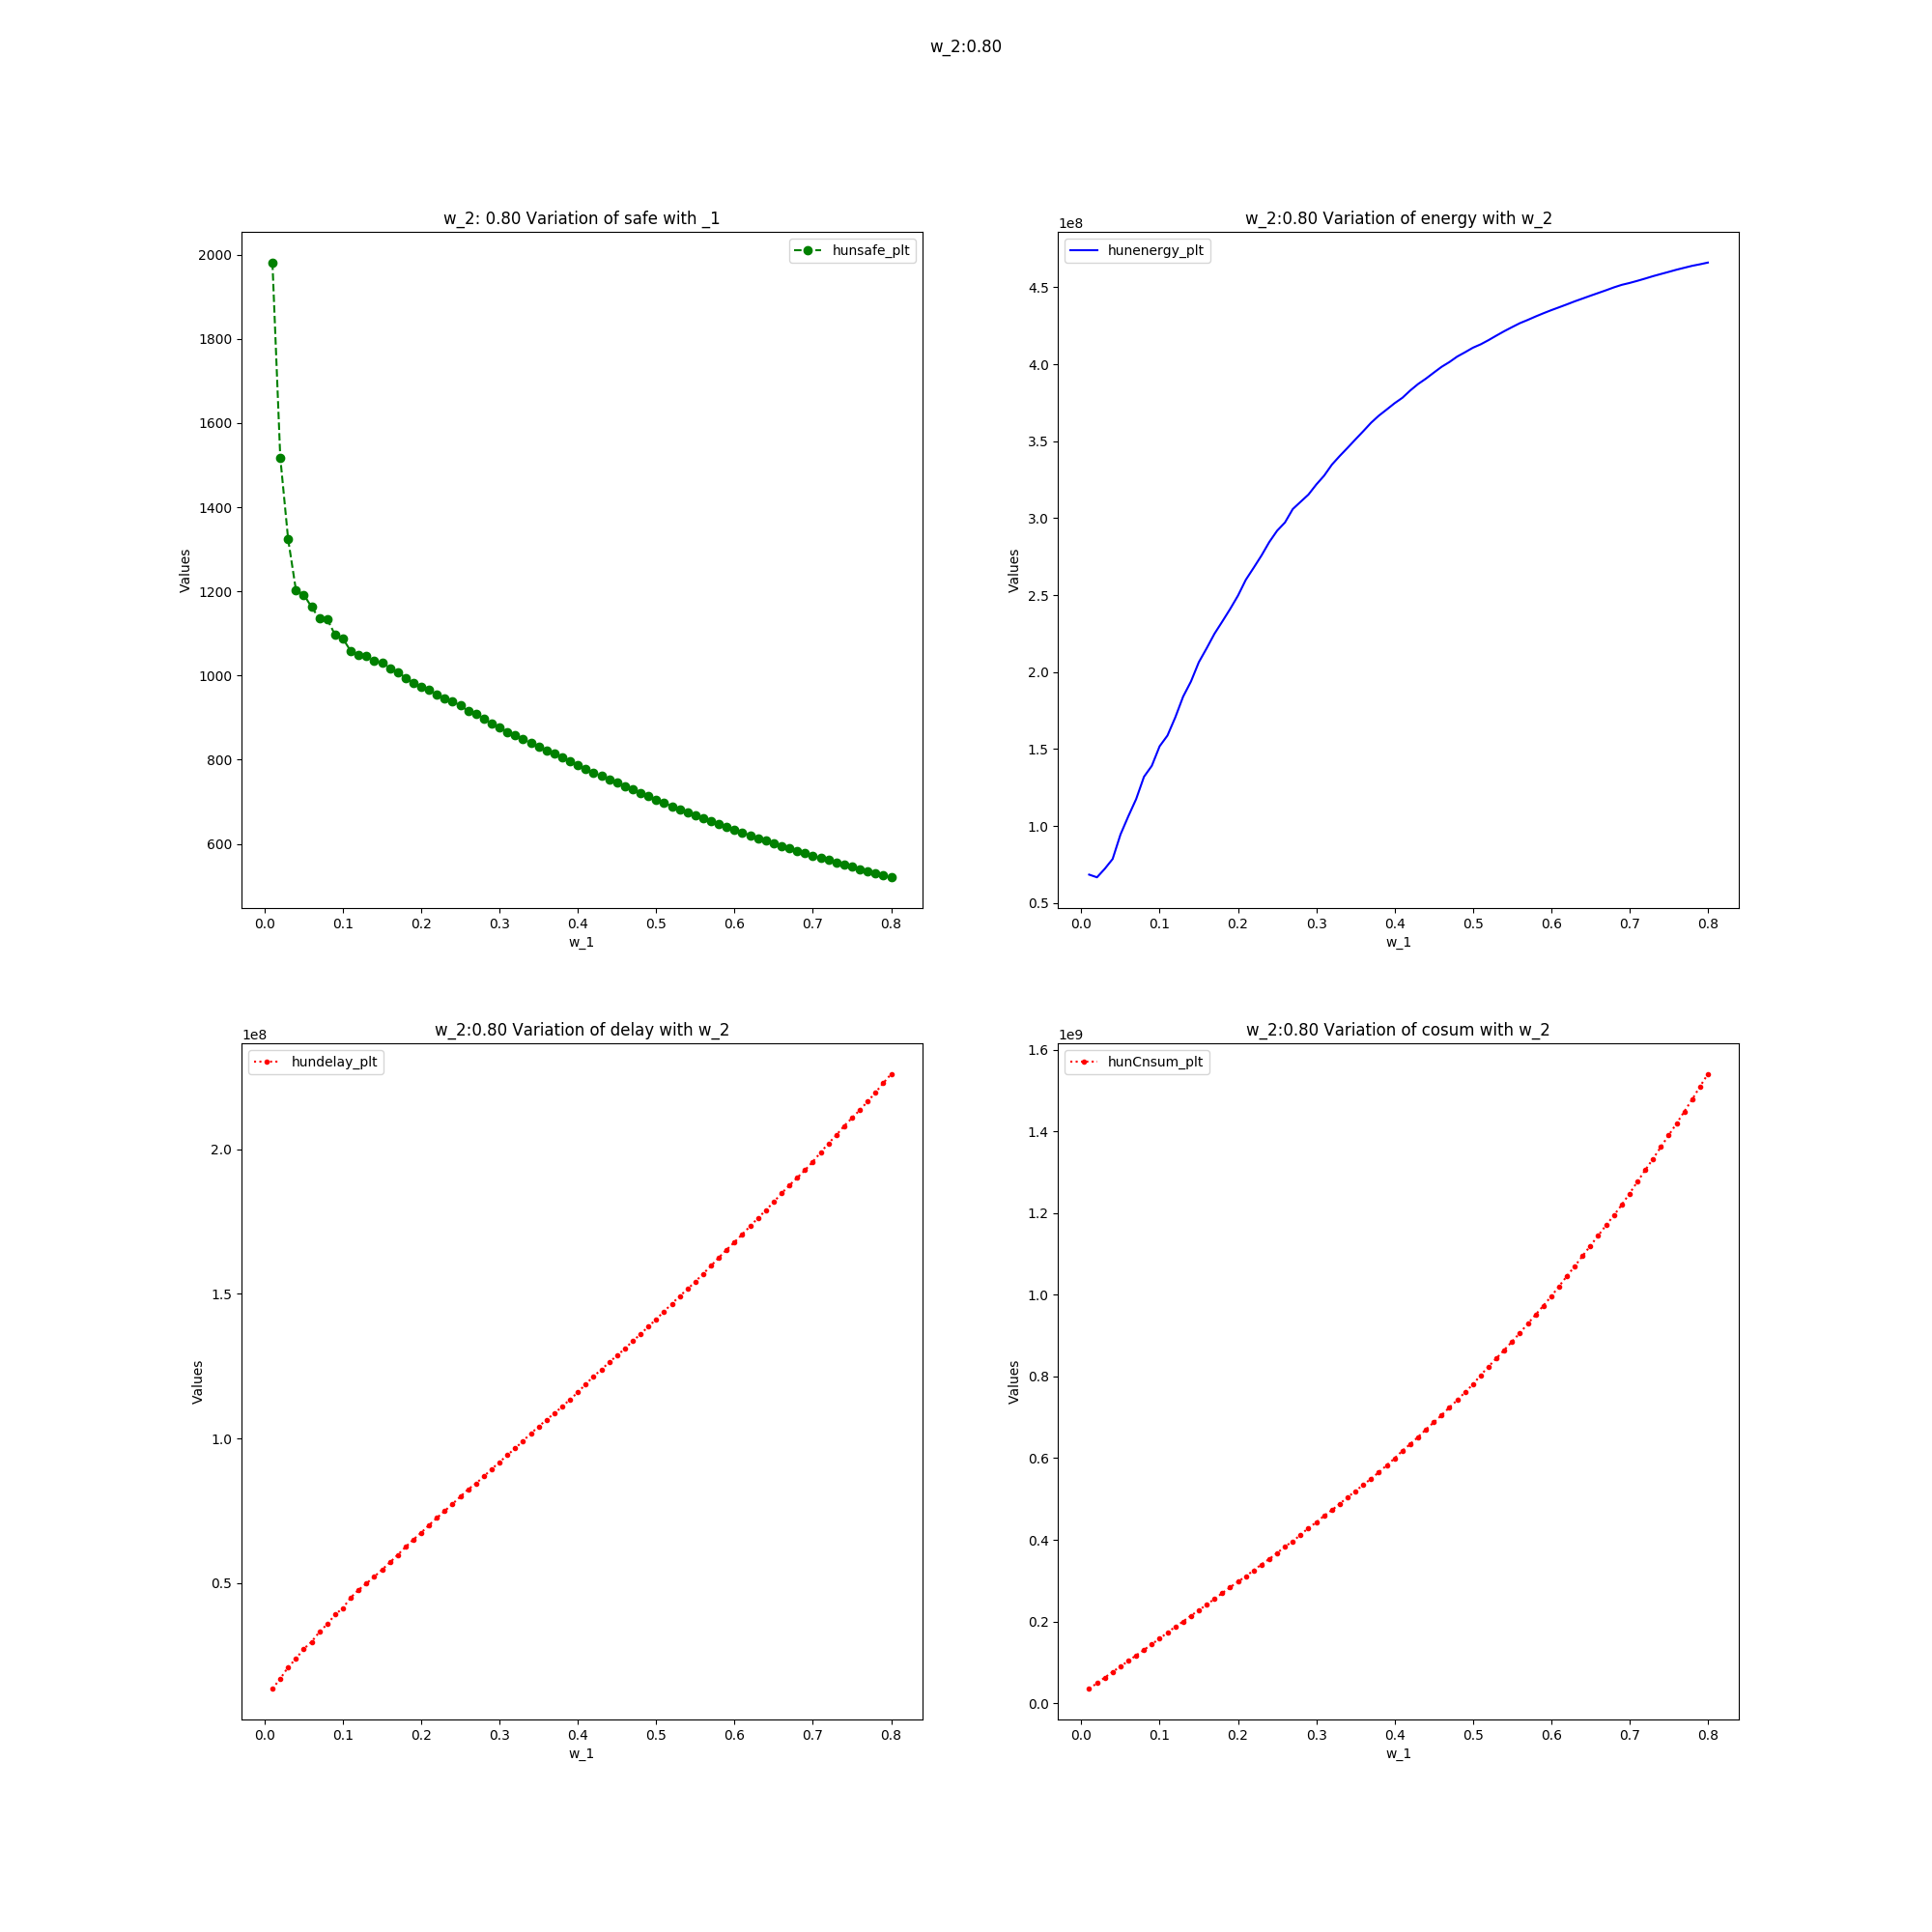 w_2:0.80
w_2: 0.80 Variation of safe with _1
hunsafe_plt
2000
1800
1600
1400
1200
1000
800
600
Values
0.0 0.1 0.2 0.3 0.4 0.5 0.6 0.7 0.8
w_1
w_2:0.80 Variation of energy with w_2
1e8
hunenergy_plt
4.5
4.0
3.5
3.0
2.5
2.0
1.5
1.0
0.5
Values
0.0 0.1 0.2 0.3 0.4 0.5 0.6 0.7 0.8
w_1
w_2:0.80 Variation of delay with w_2
1e8
hundelay_plt
2.0
1.5
1.0
0.5
Values
0.0 0.1 0.2 0.3 0.4 0.5 0.6 0.7 0.8
w_1
w_2:0.80 Variation of cosum with w_2
1e9
hunCnsum_plt
1.6
1.4
1.2
1.0
0.8
0.6
0.4
0.2
0.0
Values
0.0 0.1 0.2 0.3 0.4 0.5 0.6 0.7 0.8
w_1